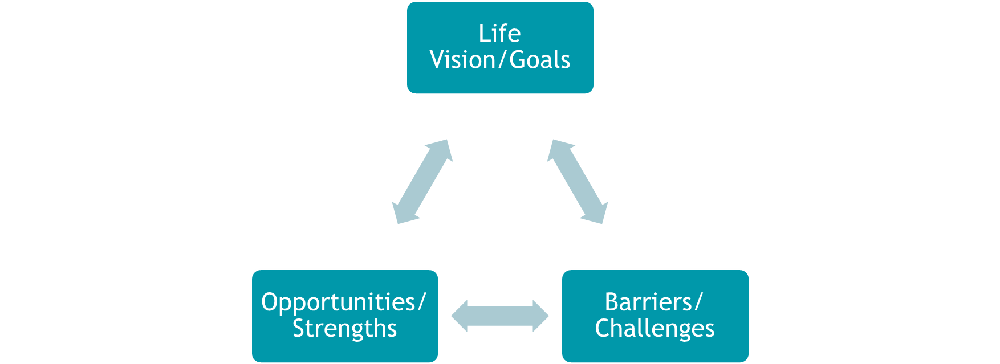 Life
Vision/Goals
Opportunities/
Strengths
Barriers/
Challenges